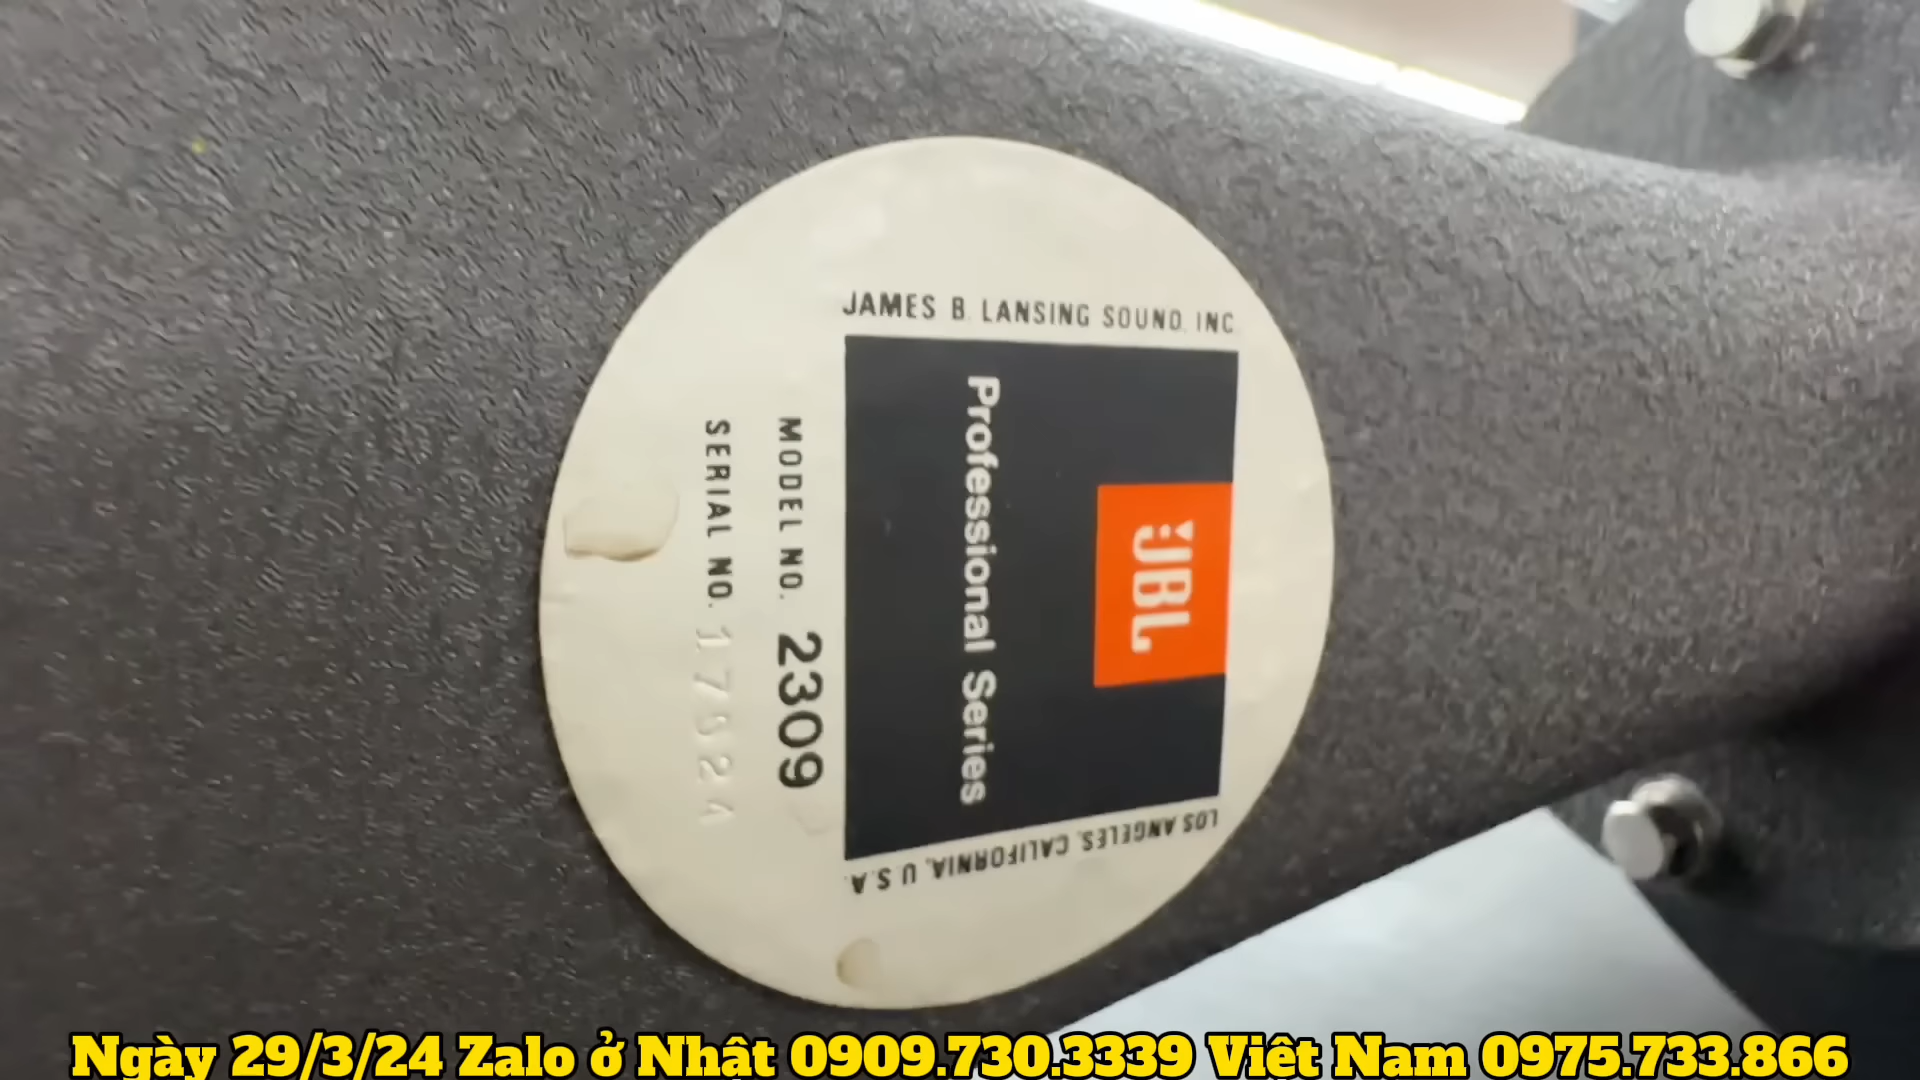 JAMES B. LANSING SOUND, INC.
JBL
Professional Series
LOS ANGELES, CALIFORNIA, U.S.A.
MODEL NO. 2309
SERIAL NO.
Ngày 29/3/24 Zalo ở Nhật 0909.730.3339 Việt Nam 0975.733.866